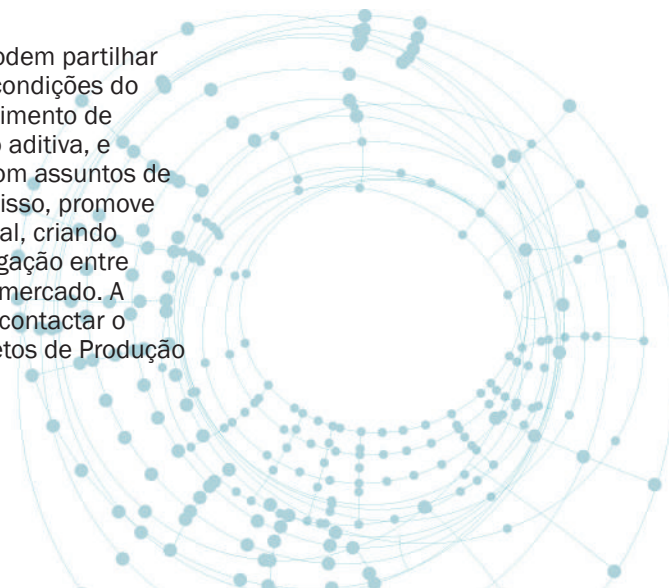 odem partilhar
condições do
imento de
o aditiva, e
om assuntos de
isso, promove
al, criando
gação entre
mercado. A
contactar o
etos de Produção